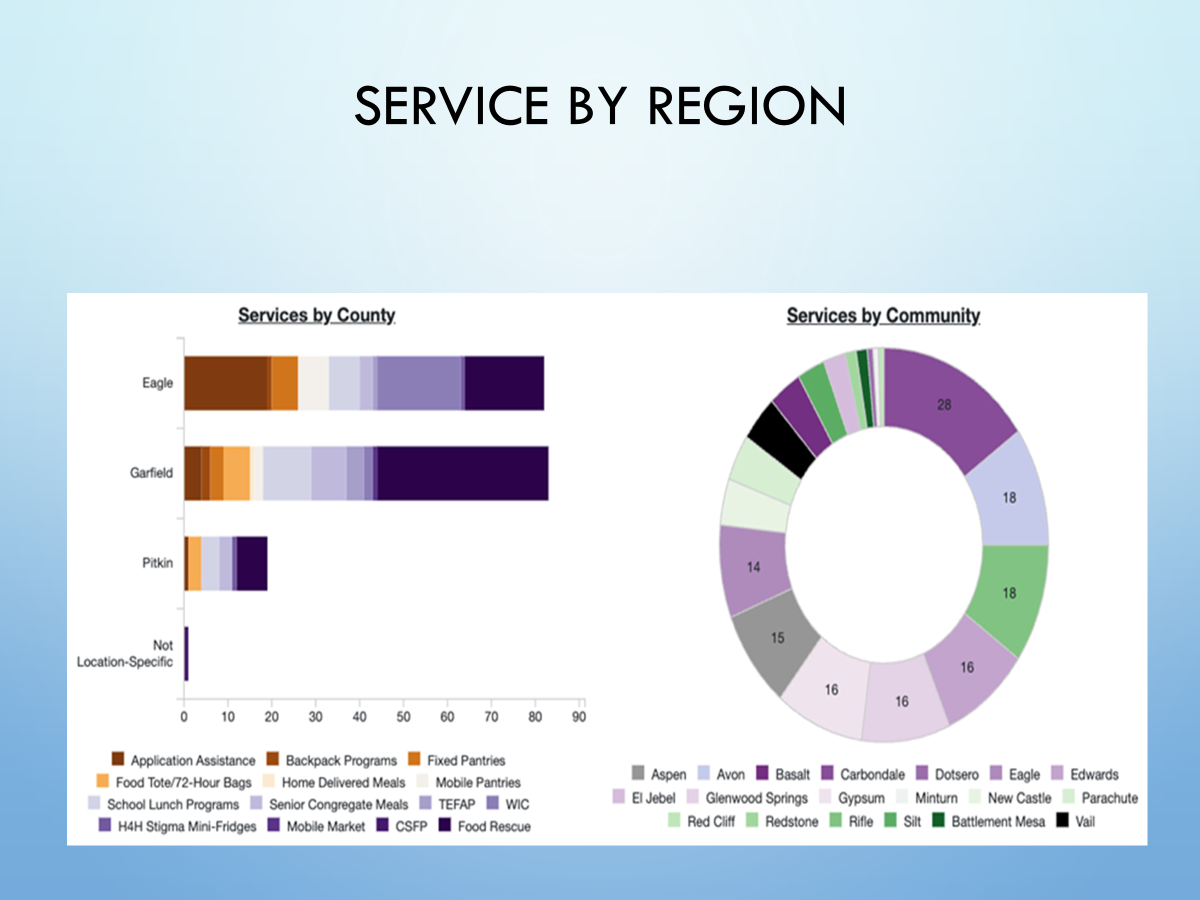 SERVICE BY REGION
Services by County
Eagle
Garfield
Pitkin
Not
Location-Specific
0 10 20 30 40 50 60 70 80 90
Application Assistance Backpack Programs Fixed Pantries
Food Tote/72-Hour Bags Home Delivered Meals Mobile Pantries
School Lunch Programs Senior Congregate Meals TEFAP WIC
H4H Stigma Mini-Fridges Mobile Market CSFP Food Rescue
Services by Community
28
18
18
16
16
16
15
14
Aspen Avon Basalt Carbondale Dotsero Eagle Edwards
El Jebel Glenwood Springs Gypsum Minturn New Castle Parachute
Red Cliff Redstone Rifle Silt Battlement Mesa Vail